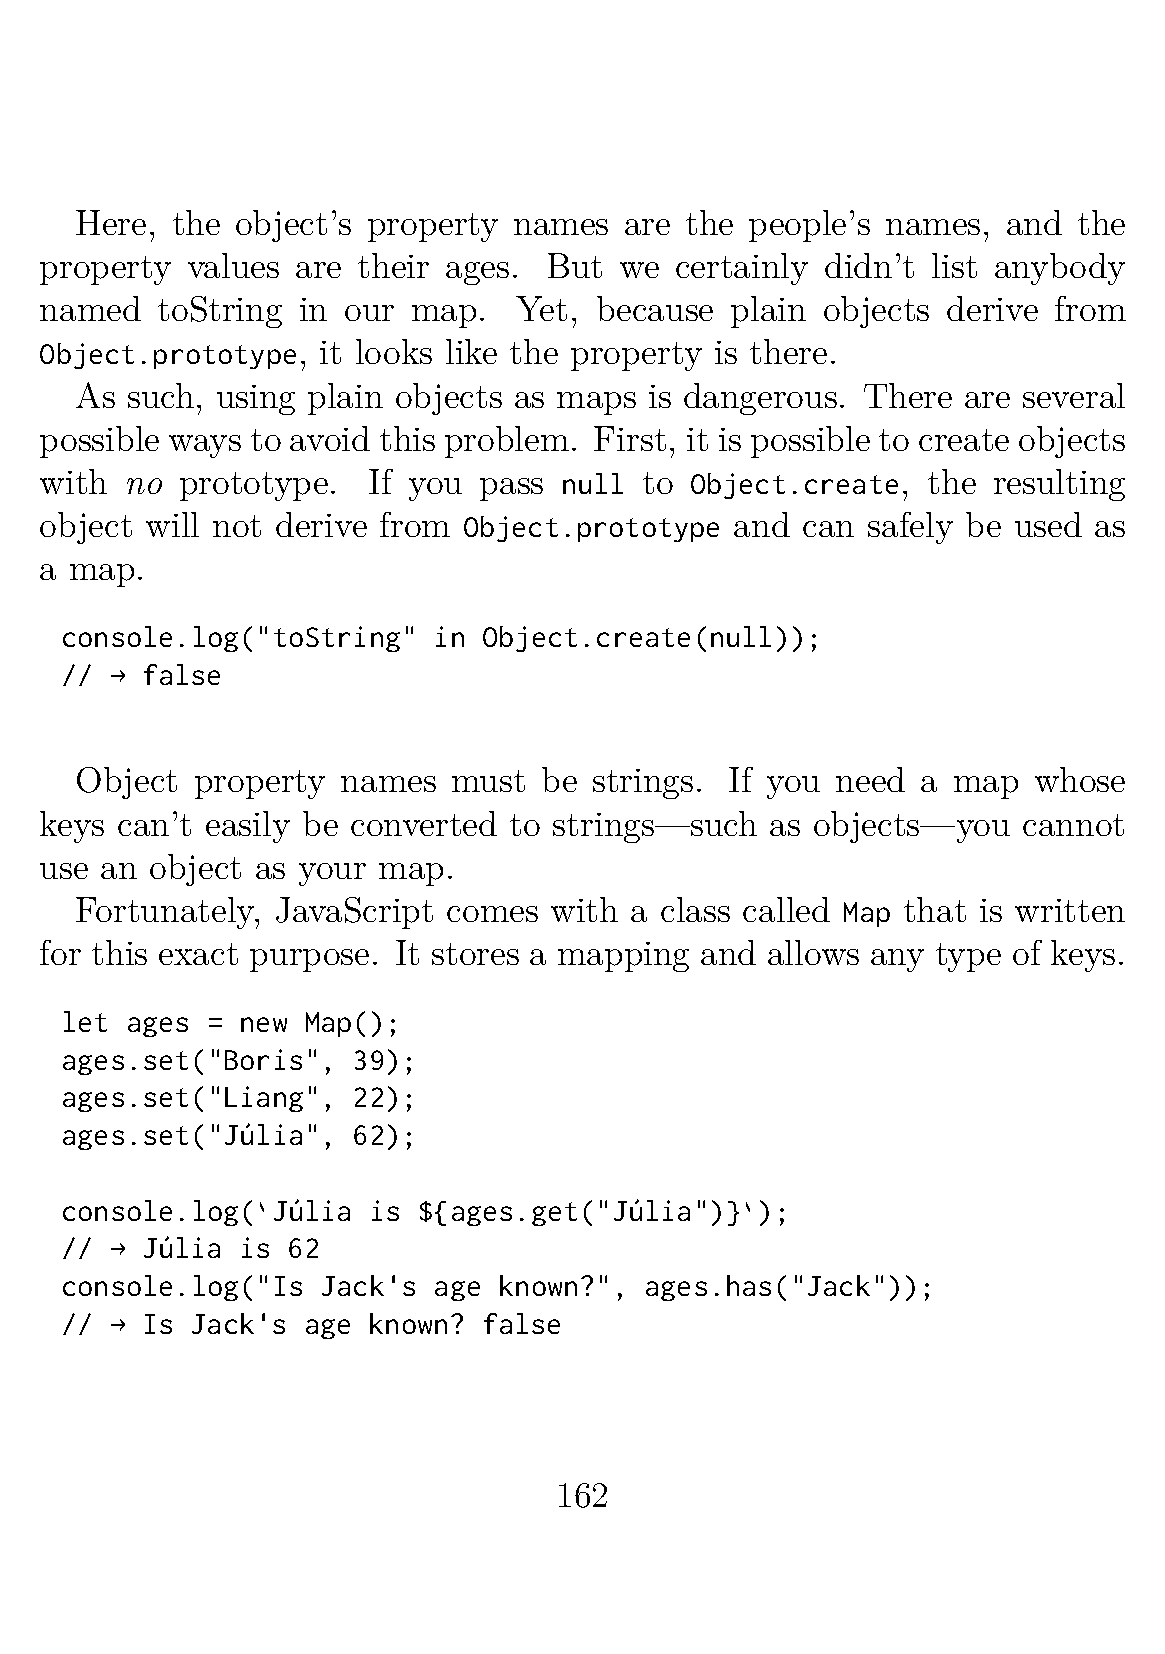 Here, the object's property names are the people's names, and the
property values are their ages. But we certainly didn't list anybody
named toString in our map. Yet, because plain objects derive from
Object.prototype, it looks like the property is there.
As such, using plain objects as maps is dangerous. There are several
possible ways to avoid this problem. First, it is possible to create objects
with no prototype. If you pass null to Object.create, the resulting
object will not derive from Object.prototype and can safely be used as
a map.
console.log("toString" in Object.create(null));
// → false
Object property names must be strings. If you need a map whose
keys can't easily be converted to strings—such as objects—you cannot
use an object as your map.
Fortunately, JavaScript comes with a class called Map that is written
for this exact purpose. It stores a mapping and allows any type of keys.
let ages = new Map();
ages.set("Boris", 39);
ages.set("Liang", 22);
ages.set("Júlia", 62);
console.log(`Júlia is ${ages.get("Júlia")}`);
// → Júlia is 62
console.log("Is Jack's age known?", ages.has("Jack"));
// → Is Jack's age known? false
162